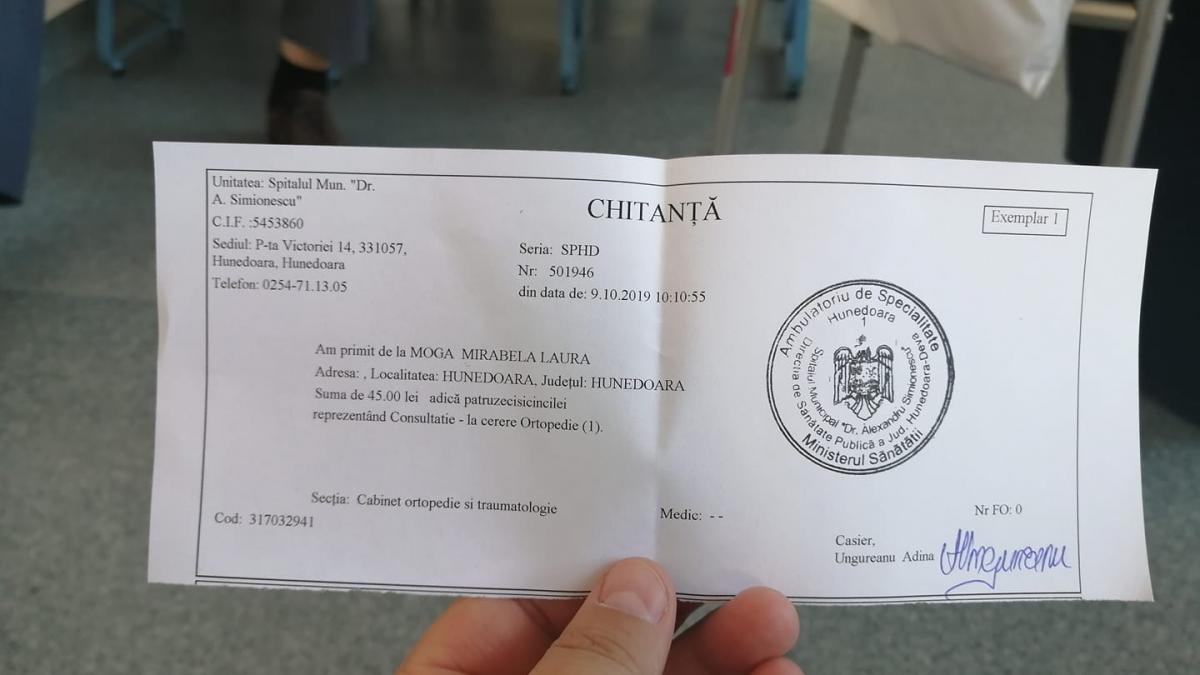 Unitatea: Spitalul Mun. "Dr.
A. Simionescu"
C.I.F. :5453860
Sediul: P-ta Victoriei 14, 331057,
Hunedoara, Hunedoara
Telefon: 0254-71.13.05
CHITANȚĂ
Exemplar 1
Seria: SPHD
Nr: 501946
din data de: 9.10.2019 10:10:55
Am primit de la MOGA MIRABELA LAURA
Adresa: , Localitatea: HUNEDOARA, Județul: HUNEDOARA
Suma de 45.00 lei adică patruzecisicincilei
reprezentând Consultatie - la cerere Ortopedie (1).
Ambulatoriu de Specialitate
Hunedoara
1
Spitalul Municipal "Dr. Alexandru Simionescu"
Direcția de Sănătate Publică a Jud. Hunedoara-Deva
Ministerul Sănătății
Secția: Cabinet ortopedie si traumatologie
Cod: 317032941
Medic: - -
Nr FO: 0
Casier,
Ungureanu Adina
Ungureanu